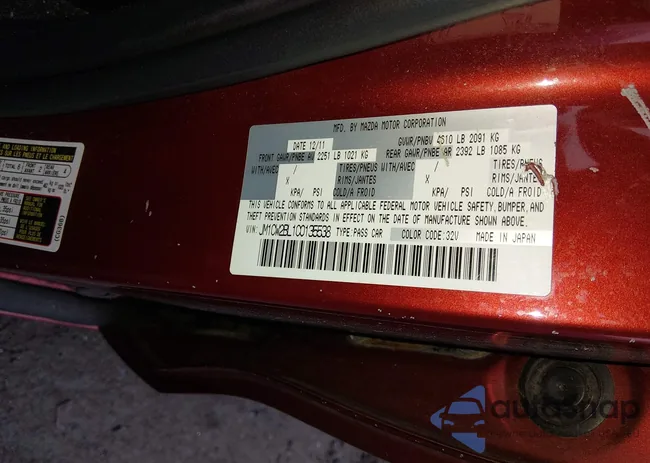 MFD. BY MAZDA MOTOR CORPORATION
DATE 12/11 GVWR/PNBV 4610 LB 2091 KG
FRONT GAWR/PNBE AV 2251 LB 1021 KG REAR GAWR/PNBE AR 2392 LB 1085 KG
WITH/AVEC / TIRES/PNEUS WITH/AVEC / TIRES/PNEUS
X RIMS/JANTES X RIMS/JANTES
KPA/ PSI COLD/A FROID KPA/ PSI COLD/A FROID
THIS VEHICLE CONFORMS TO ALL APPLICABLE FEDERAL MOTOR VEHICLE SAFETY, BUMPER, AND
THEFT PREVENTION STANDARDS IN EFFECT ON THE DATE OF MANUFACTURE SHOWN ABOVE.
VIN: JM1CW2BL1C0135538 TYPE: PASS CAR COLOR CODE: 32V MADE IN JAPAN
(CG36B)
autosnap